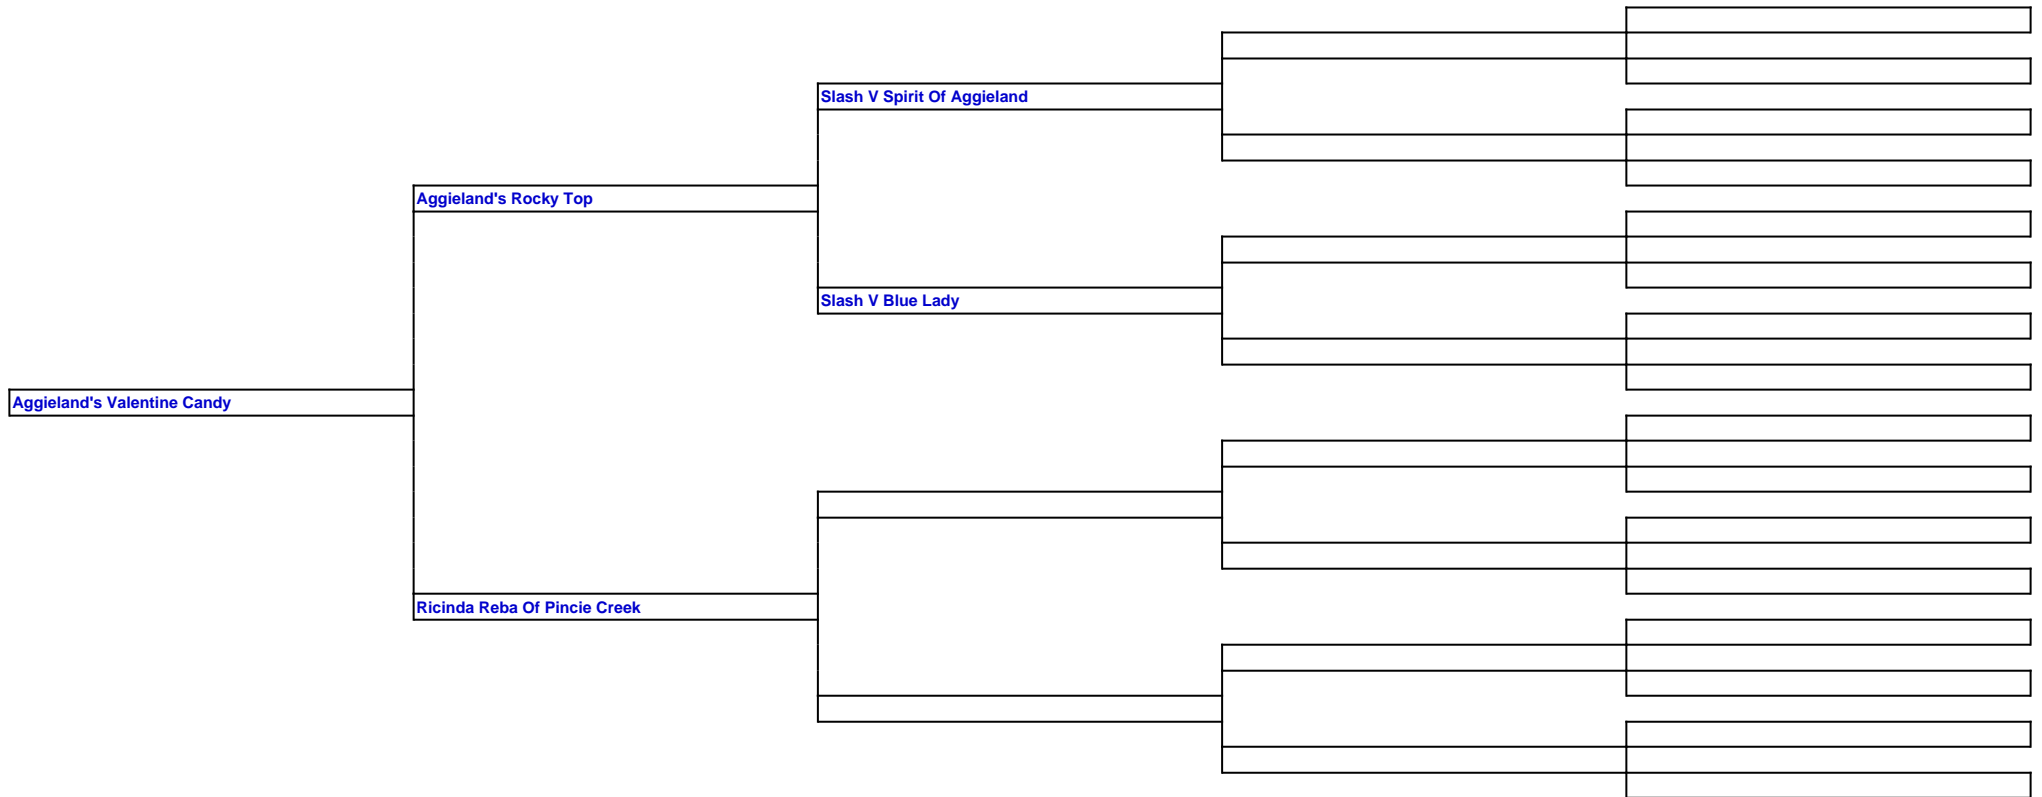 Slash V Spirit Of Aggieland
Aggieland's Rocky Top
Slash V Blue Lady
Aggieland's Valentine Candy
Ricinda Reba Of Pincie Creek